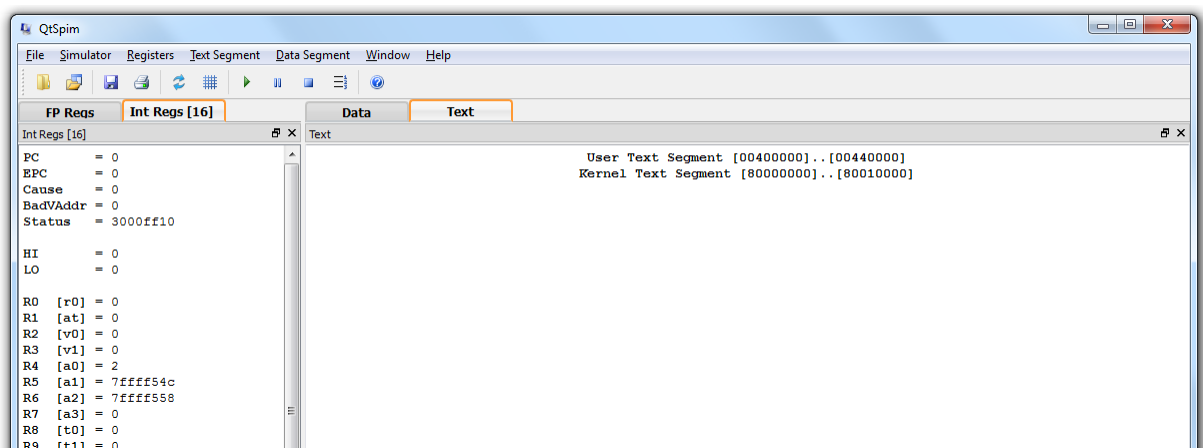 QtSpim
File Simulator Registers Text Segment Data Segment Window Help
FP Regs Int Regs [16] Data Text
Int Regs [16] Text
PC = 0
EPC = 0
Cause = 0
BadVAddr = 0
Status = 3000ff10
HI = 0
LO = 0
R0 [r0] = 0
R1 [at] = 0
R2 [v0] = 0
R3 [v1] = 0
R4 [a0] = 2
R5 [a1] = 7ffff54c
R6 [a2] = 7ffff558
R7 [a3] = 0
R8 [t0] = 0
R9 [t1] = 0
User Text Segment [00400000]..[00440000]
Kernel Text Segment [80000000]..[80010000]